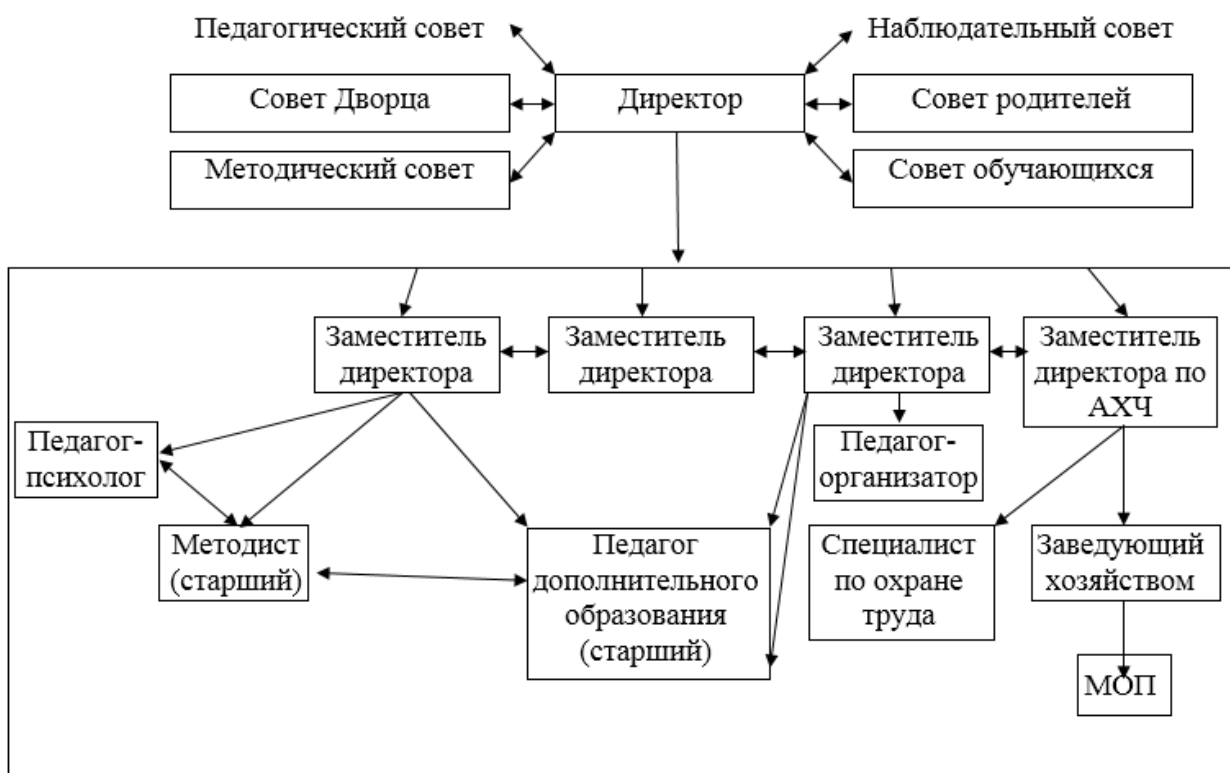 Педагогический совет
Наблюдательный совет
Совет Дворца
Директор
Совет родителей
Методический совет
Совет обучающихся
Заместитель
директора
Заместитель
директора
Заместитель
директора
Заместитель
директора по
АХЧ
Педагог-
психолог
Педагог-
организатор
Методист
(старший)
Педагог
дополнительного
образования
(старший)
Специалист
по охране
труда
Заведующий
хозяйством
МОП